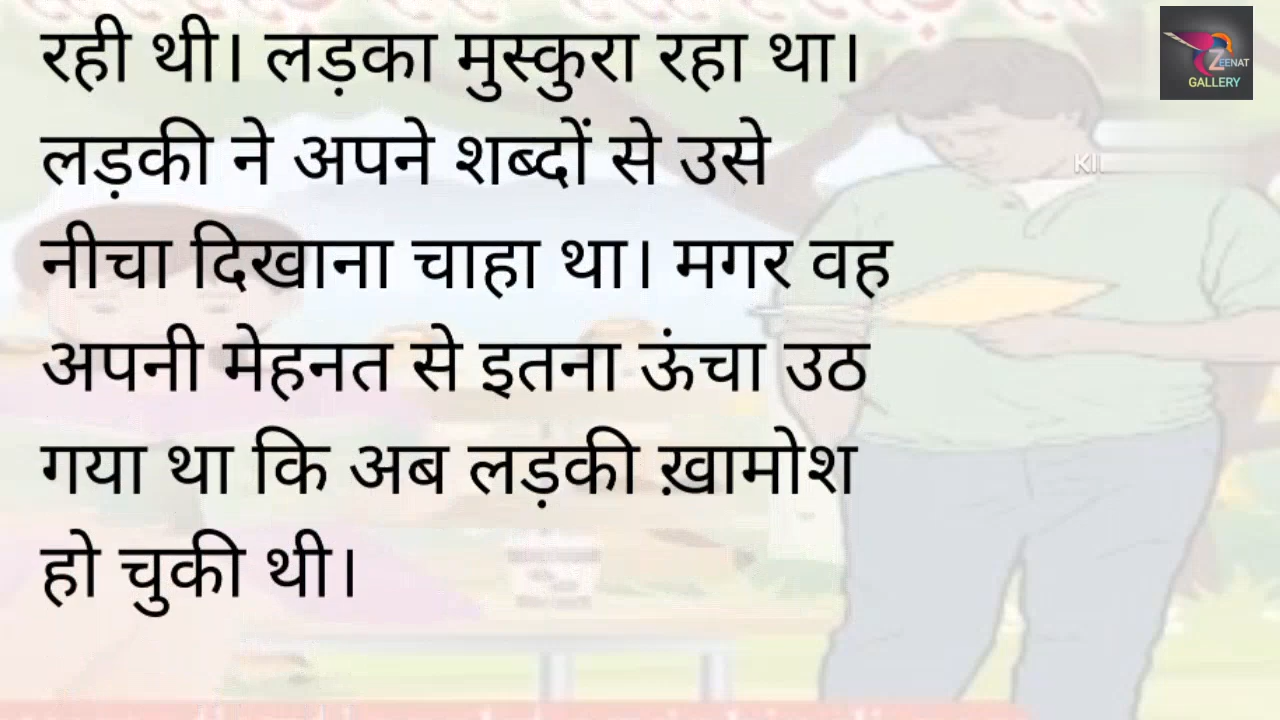 रही थी। लड़का मुस्कुरा रहा था।
लड़की ने अपने शब्दों से उसे
नीचा दिखाना चाहा था। मगर वह
अपनी मेहनत से इतना ऊंचा उठ
गया था कि अब लड़की ख़ामोश
हो चुकी थी।
ZEENAT
GALLERY